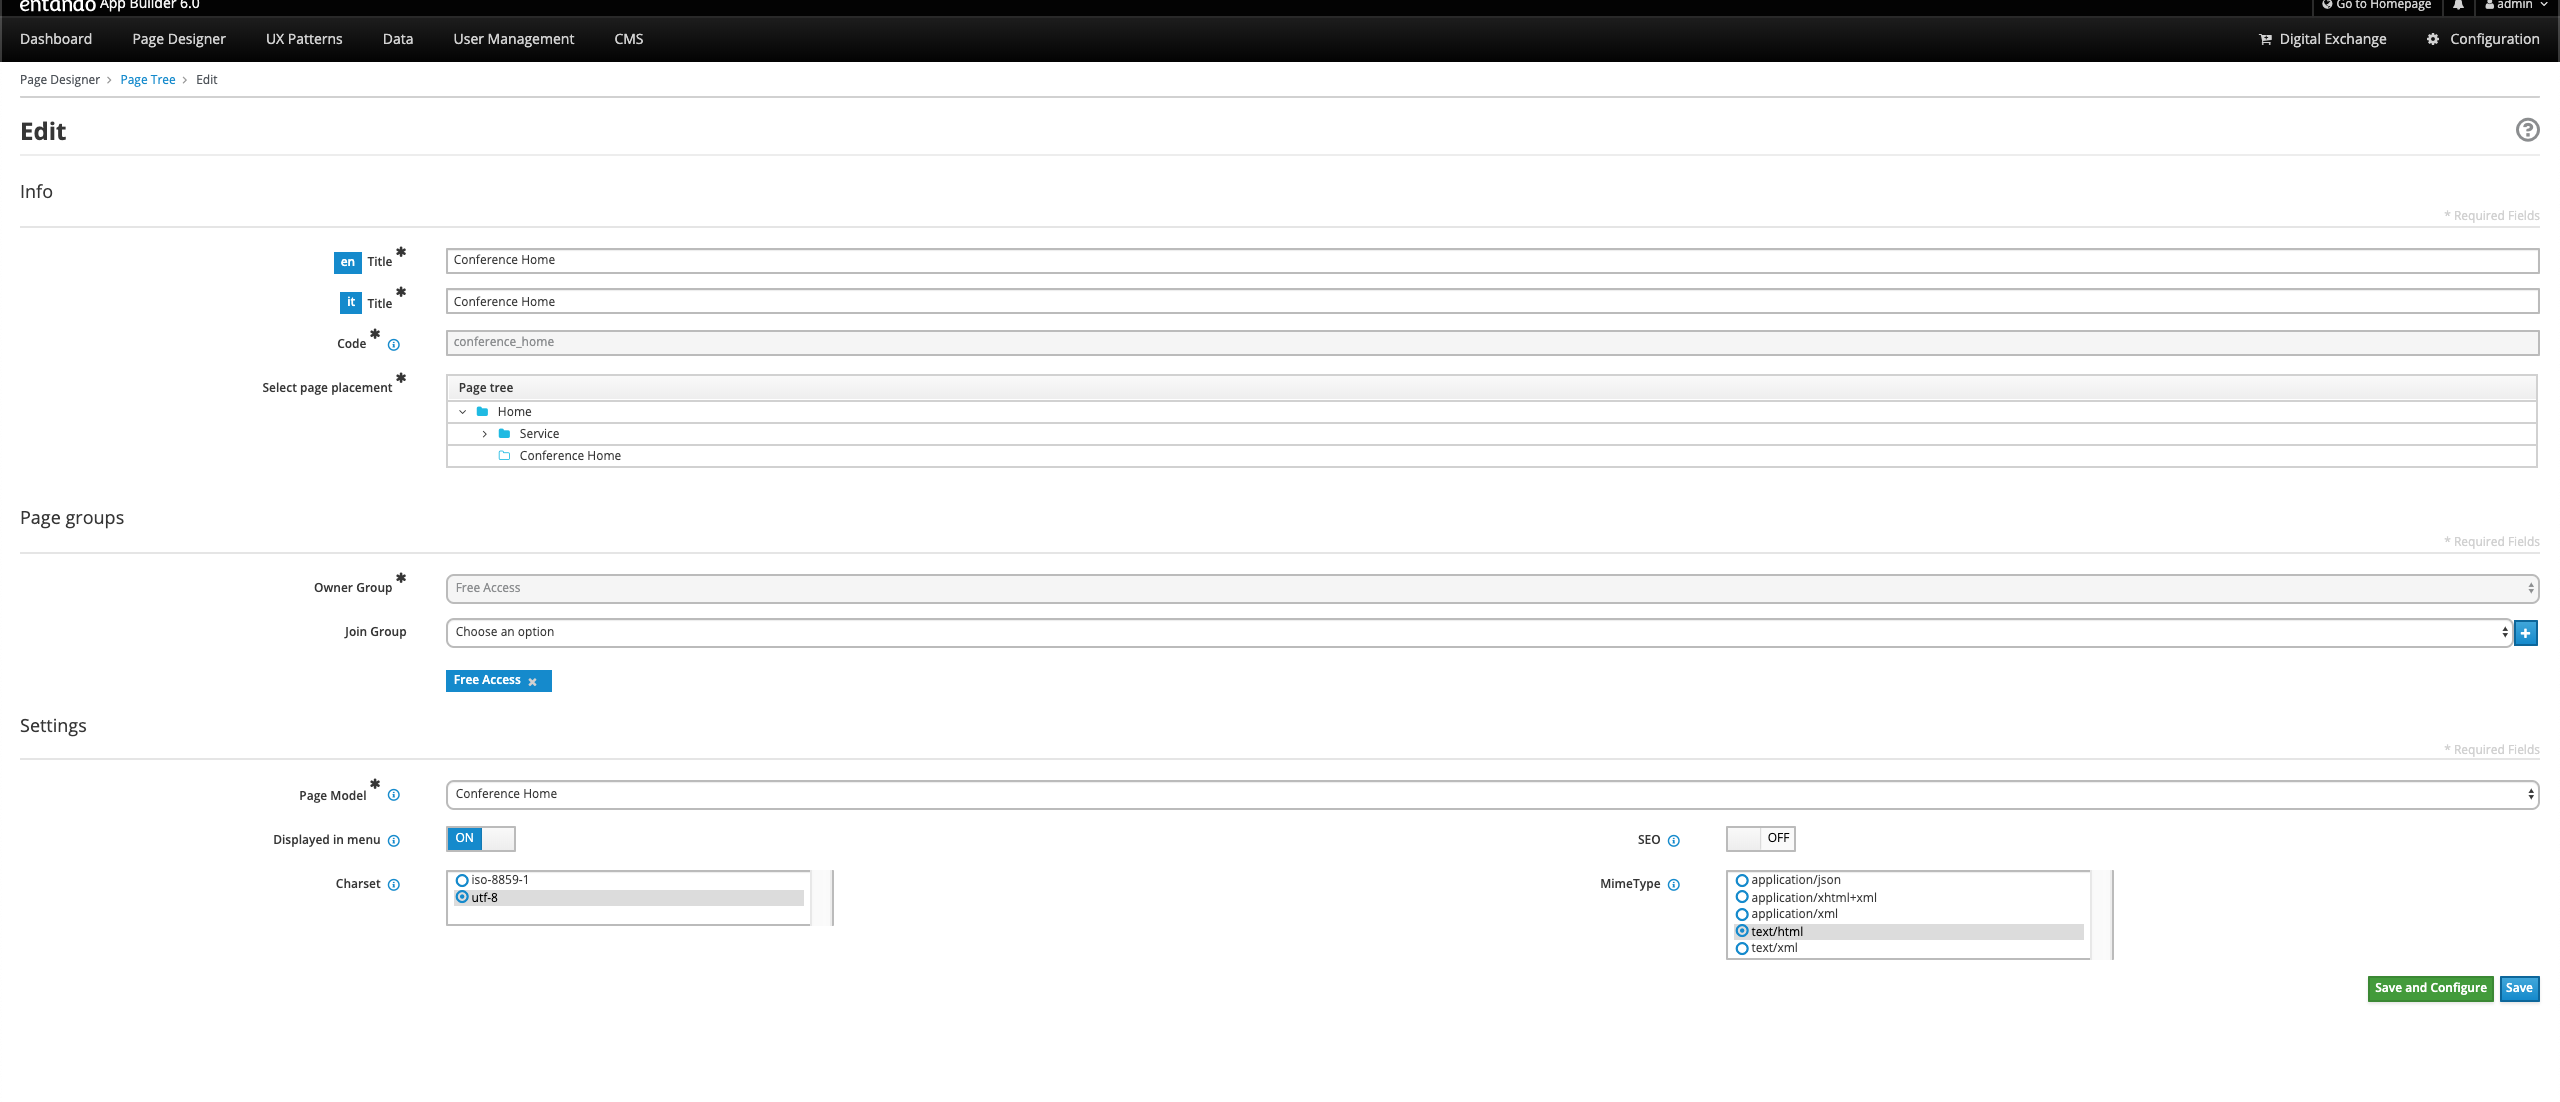 entando App Builder 6.0 Go to Homepage admin
Dashboard Page Designer UX Patterns Data User Management CMS Digital Exchange Configuration
Page Designer > Page Tree > Edit
Edit
Info
* Required Fields
en Title * Conference Home
it Title * Conference Home
Code * conference_home
Select page placement * Page tree
Home
Service
Conference Home
Page groups
* Required Fields
Owner Group * Free Access
Join Group Choose an option
Free Access ×
Settings
* Required Fields
Page Model * Conference Home
Displayed in menu ON SEO OFF
Charset iso-8859-1
utf-8
MimeType application/json
application/xhtml+xml
application/xml
text/html
text/xml
Save and Configure Save